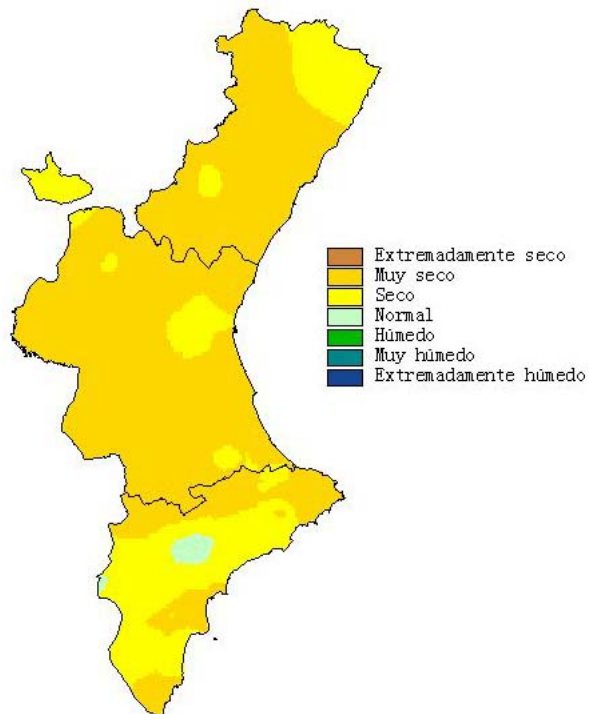 Extremadamente seco
Muy seco
Seco
Normal
Húmedo
Muy húmedo
Extremadamente húmedo